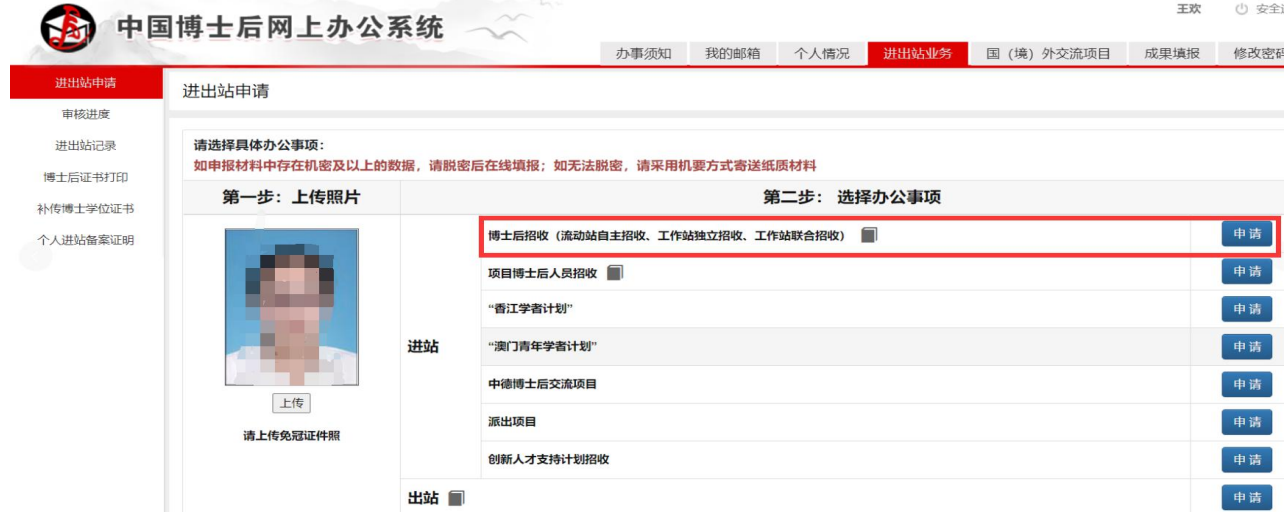 中国博士后网上办公系统
王欢 安全
办事须知 我的邮箱 个人情况 进出站业务 国（境）外交流项目 成果填报 修改密码
进出站申请
审核进度
进出站记录
博士后证书打印
补传博士学位证书
个人进站备案证明
进出站申请
请选择具体办公事项：
如申报材料中存在机密及以上的数据，请脱密后在线填报；如无法脱密，请采用机要方式寄送纸质材料
第一步：上传照片 第二步： 选择办公事项
上传
请上传免冠证件照
进站
博士后招收（流动站自主招收、工作站独立招收、工作站联合招收） 申请
项目博士后人员招收 申请
“香江学者计划” 申请
“澳门青年学者计划” 申请
中德博士后交流项目 申请
派出项目 申请
创新人才支持计划招收 申请
出站 申请